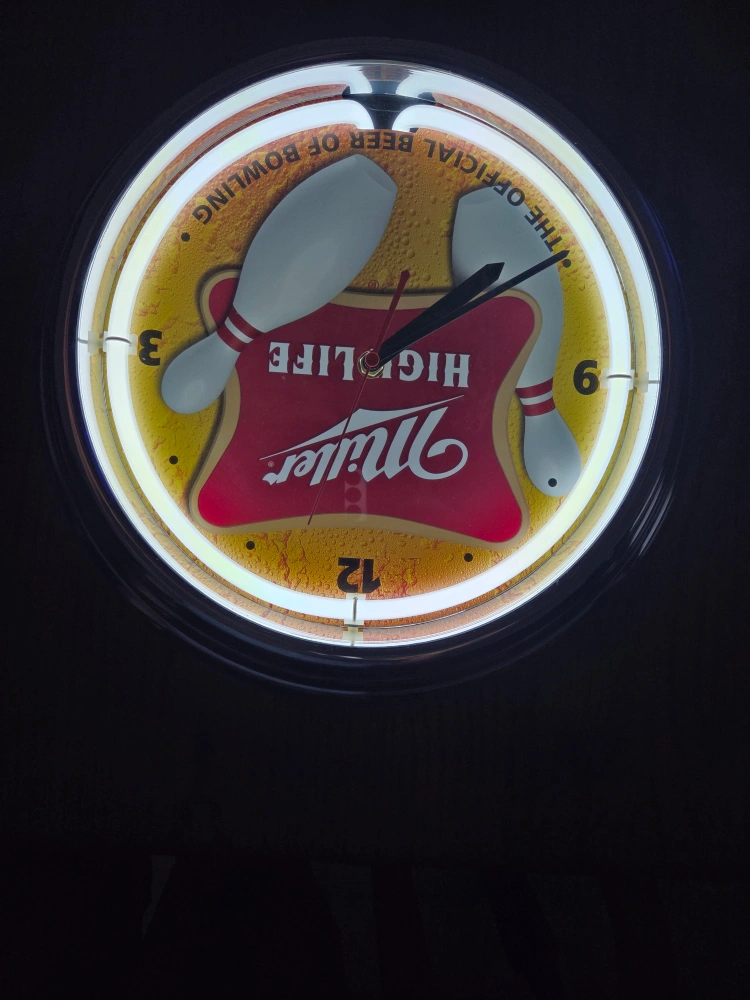 12
9
3
Miller
HIGH LIFE
®
THE OFFICIAL BEER OF BOWLING